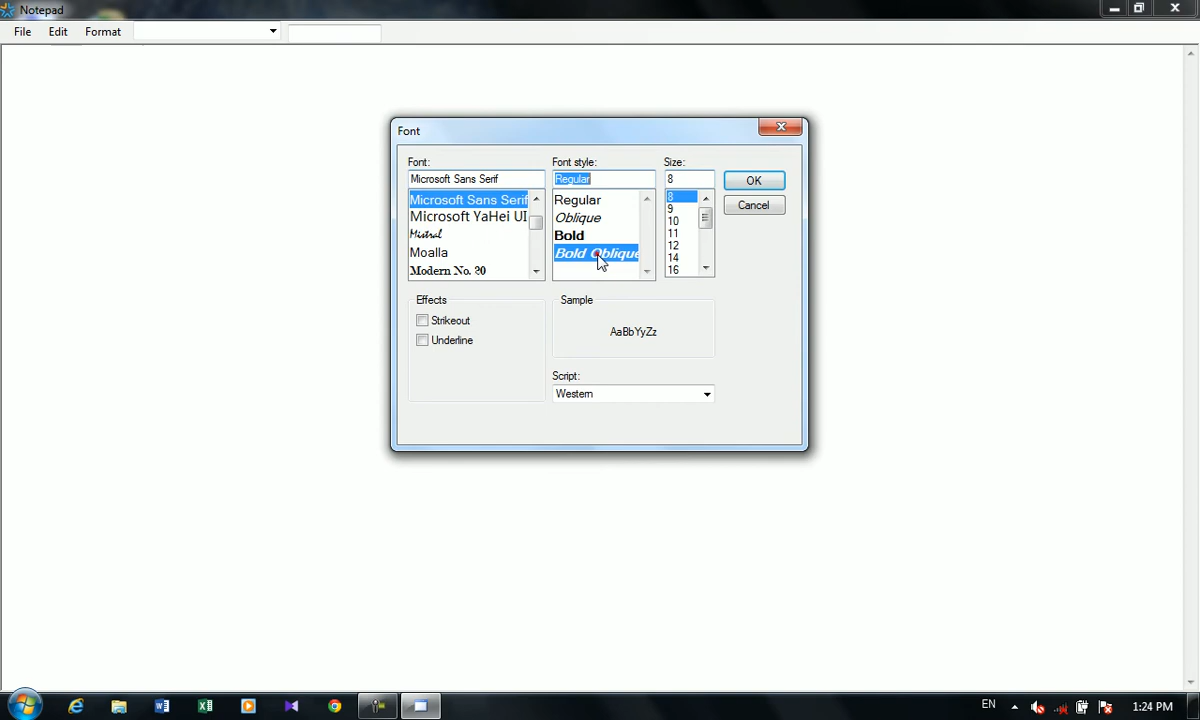 Notepad
File Edit Format
Font
Font: Font style: Size:
Microsoft Sans Serif Regular 8 OK
Microsoft Sans Serif Regular 8 Cancel
Microsoft YaHei UI Oblique 9
Mistral Bold 10
Moalla Bold Oblique 11
Modern No. 20 12
14
16
Effects Sample
Strikeout AaBbYyZz
Underline
Script:
Western
EN 1:24 PM